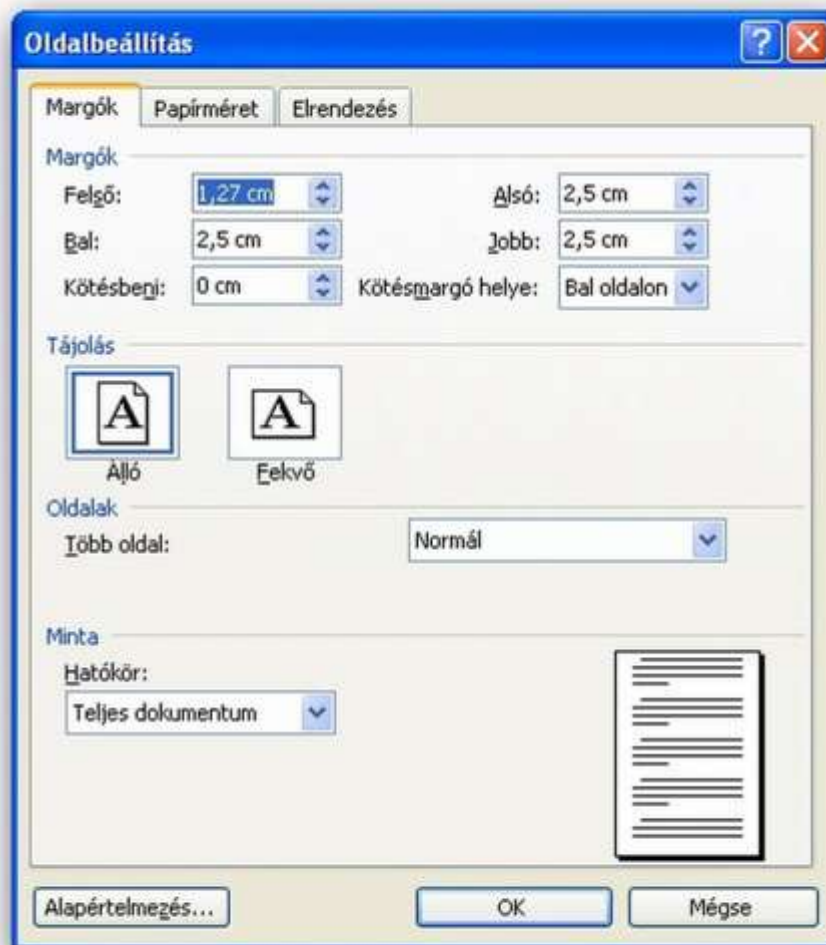 Oldalbeállítás
Margók Papírméret Elrendezés
Margók
Felső: 1,27 cm Alsó: 2,5 cm
Bal: 2,5 cm Jobb: 2,5 cm
Kötésbeni: 0 cm Kötésmargó helye: Bal oldalon
Tájolás
A A
Álló Fekvő
Oldalak
Több oldal: Normál
Minta
Hatókör:
Teljes dokumentum
Alapértelmezés... OK Mégse